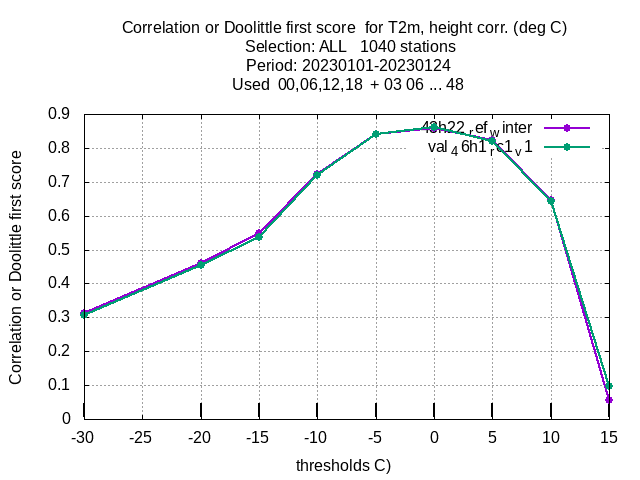 Correlation or Doolittle first score  for T2m, height corr. (deg C)
Selection: ALL   1040 stations
Period: 20230101-20230124
Used  00,06,12,18  + 03 06 ... 48
Correlation or Doolittle first score
0.9
0.8
0.7
0.6
0.5
0.4
0.3
0.2
0.1
0
43h22refwinter
val46h1rc1v1
-30 -25 -20 -15 -10 -5 0 5 10 15
thresholds C)